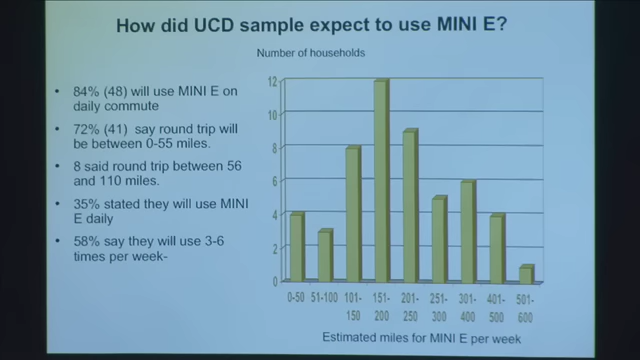 How did UCD sample expect to use MINI E?
Number of households
• 84% (48) will use MINI E on
daily commute
• 72% (41) say round trip will
be between 0-55 miles.
• 8 said round trip between 56
and 110 miles.
• 35% stated they will use MINI
E daily
• 58% say they will use 3-6
times per week-
12
10
8
6
4
2
0
0-50 51-100 101- 151- 201- 251- 301- 401- 501-
150 200 250 300 400 500 600
Estimated miles for MINI E per week